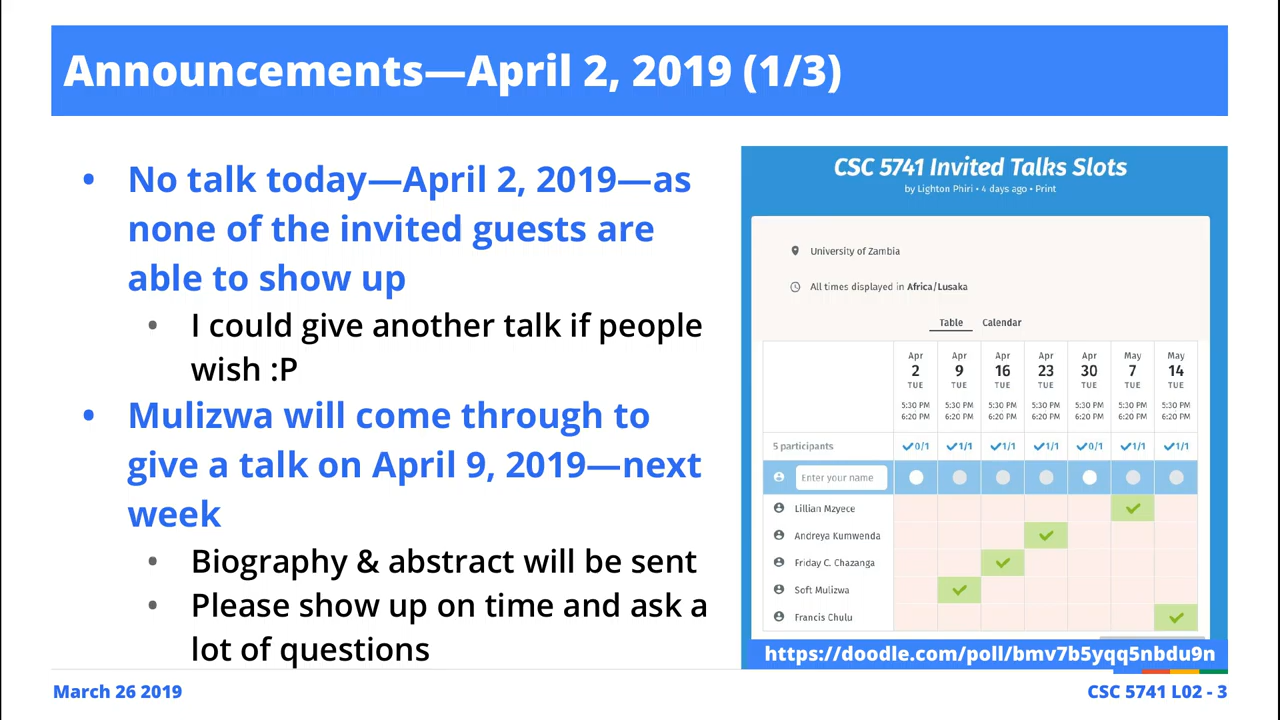 Announcements—April 2, 2019 (1/3)
• No talk today—April 2, 2019—as
none of the invited guests are
able to show up
• I could give another talk if people
wish :P
• Mulizwa will come through to
give a talk on April 9, 2019—next
week
• Biography & abstract will be sent
• Please show up on time and ask a
lot of questions
CSC 5741 Invited Talks Slots
by Lighton Phiri • 4 days ago • Print
University of Zambia
All times displayed in Africa/Lusaka
Table Calendar
Apr Apr Apr Apr Apr May May
2 9 16 23 30 7 14
TUE TUE TUE TUE TUE TUE TUE
5:30 PM 5:30 PM 5:30 PM 5:30 PM 5:30 PM 5:30 PM 5:30 PM
6:20 PM 6:20 PM 6:20 PM 6:20 PM 6:20 PM 6:20 PM 6:20 PM
5 participants ✓0/1 ✓1/1 ✓1/1 ✓1/1 ✓0/1 ✓1/1 ✓1/1
Enter your name
Lillian Mzyece
Andreya Kumwenda
Friday C. Chazanga
Soft Mulizwa
Francis Chulu
https://doodle.com/poll/bmv7b5yqq5nbdu9n
March 26 2019
CSC 5741 L02 - 3